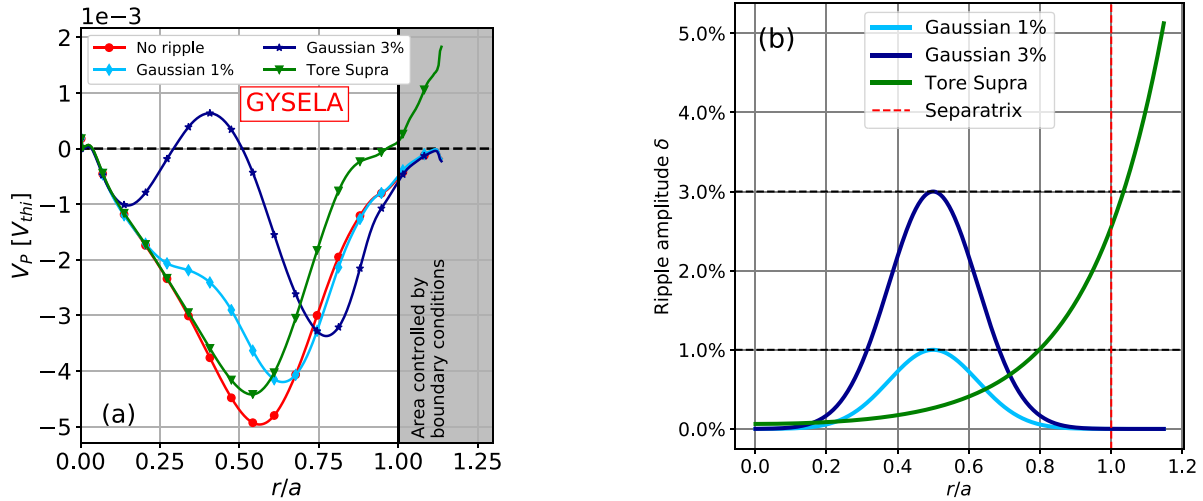 1e−3
No ripple
Gaussian 1%
Gaussian 3%
Tore Supra
GYSELA
2
1
0
−1
−2
−3
−4
−5
V_P [V_thi]
(a)
Area controlled by
boundary conditions
0.00 0.25 0.50 0.75 1.00 1.25
r/a
(b)
Gaussian 1%
Gaussian 3%
Tore Supra
Separatrix
5.0%
4.0%
3.0%
2.0%
1.0%
0.0%
Ripple amplitude δ
0.0 0.2 0.4 0.6 0.8 1.0 1.2
r/a